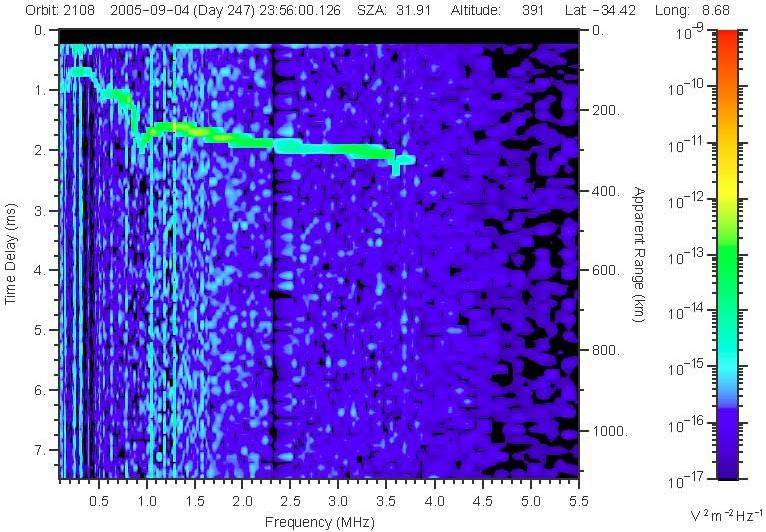 Orbit: 2108 2005-09-04 (Day 247) 23:56:00.126 SZA: 31.91 Altitude: 391 Lat: -34.42 Long: 8.68
0. 0. 10⁻⁹
1. 200. 10⁻¹⁰
2. 10⁻¹¹
3. 400. 10⁻¹²
4. 600. 10⁻¹³
5. 10⁻¹⁴
6. 800. 10⁻¹⁵
7. 1000. 10⁻¹⁶
10⁻¹⁷
Time Delay (ms)
Apparent Range (km)
0.5 1.0 1.5 2.0 2.5 3.0 3.5 4.0 4.5 5.0 5.5
Frequency (MHz)
V² m⁻² Hz⁻¹